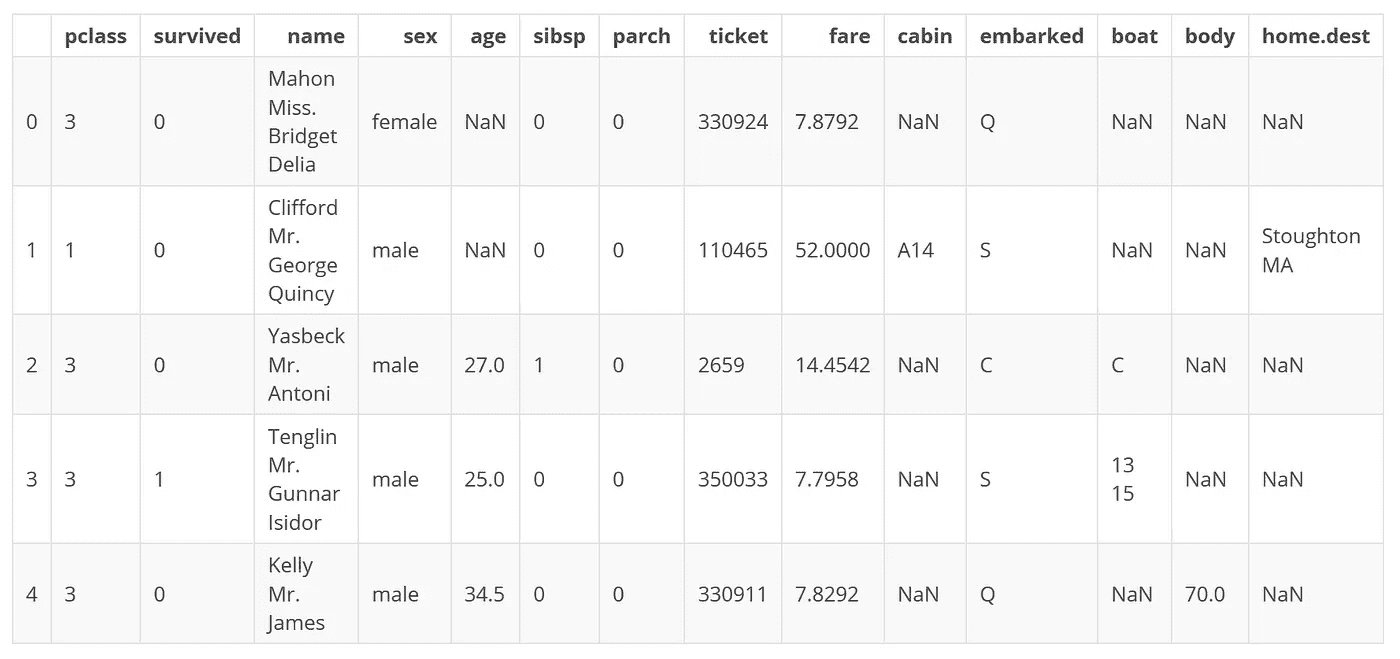 pclass survived name sex age sibsp parch ticket fare cabin embarked boat body home.dest
0 3 0 Mahon Miss. Bridget Delia female NaN 0 0 330924 7.8792 NaN Q NaN NaN NaN
1 1 0 Clifford Mr. George Quincy male NaN 0 0 110465 52.0000 A14 S NaN NaN Stoughton MA
2 3 0 Yasbeck Mr. Antoni male 27.0 1 0 2659 14.4542 NaN C C NaN NaN
3 3 1 Tenglin Mr. Gunnar Isidor male 25.0 0 0 350033 7.7958 NaN S 13 15 NaN NaN
4 3 0 Kelly Mr. James male 34.5 0 0 330911 7.8292 NaN Q NaN 70.0 NaN